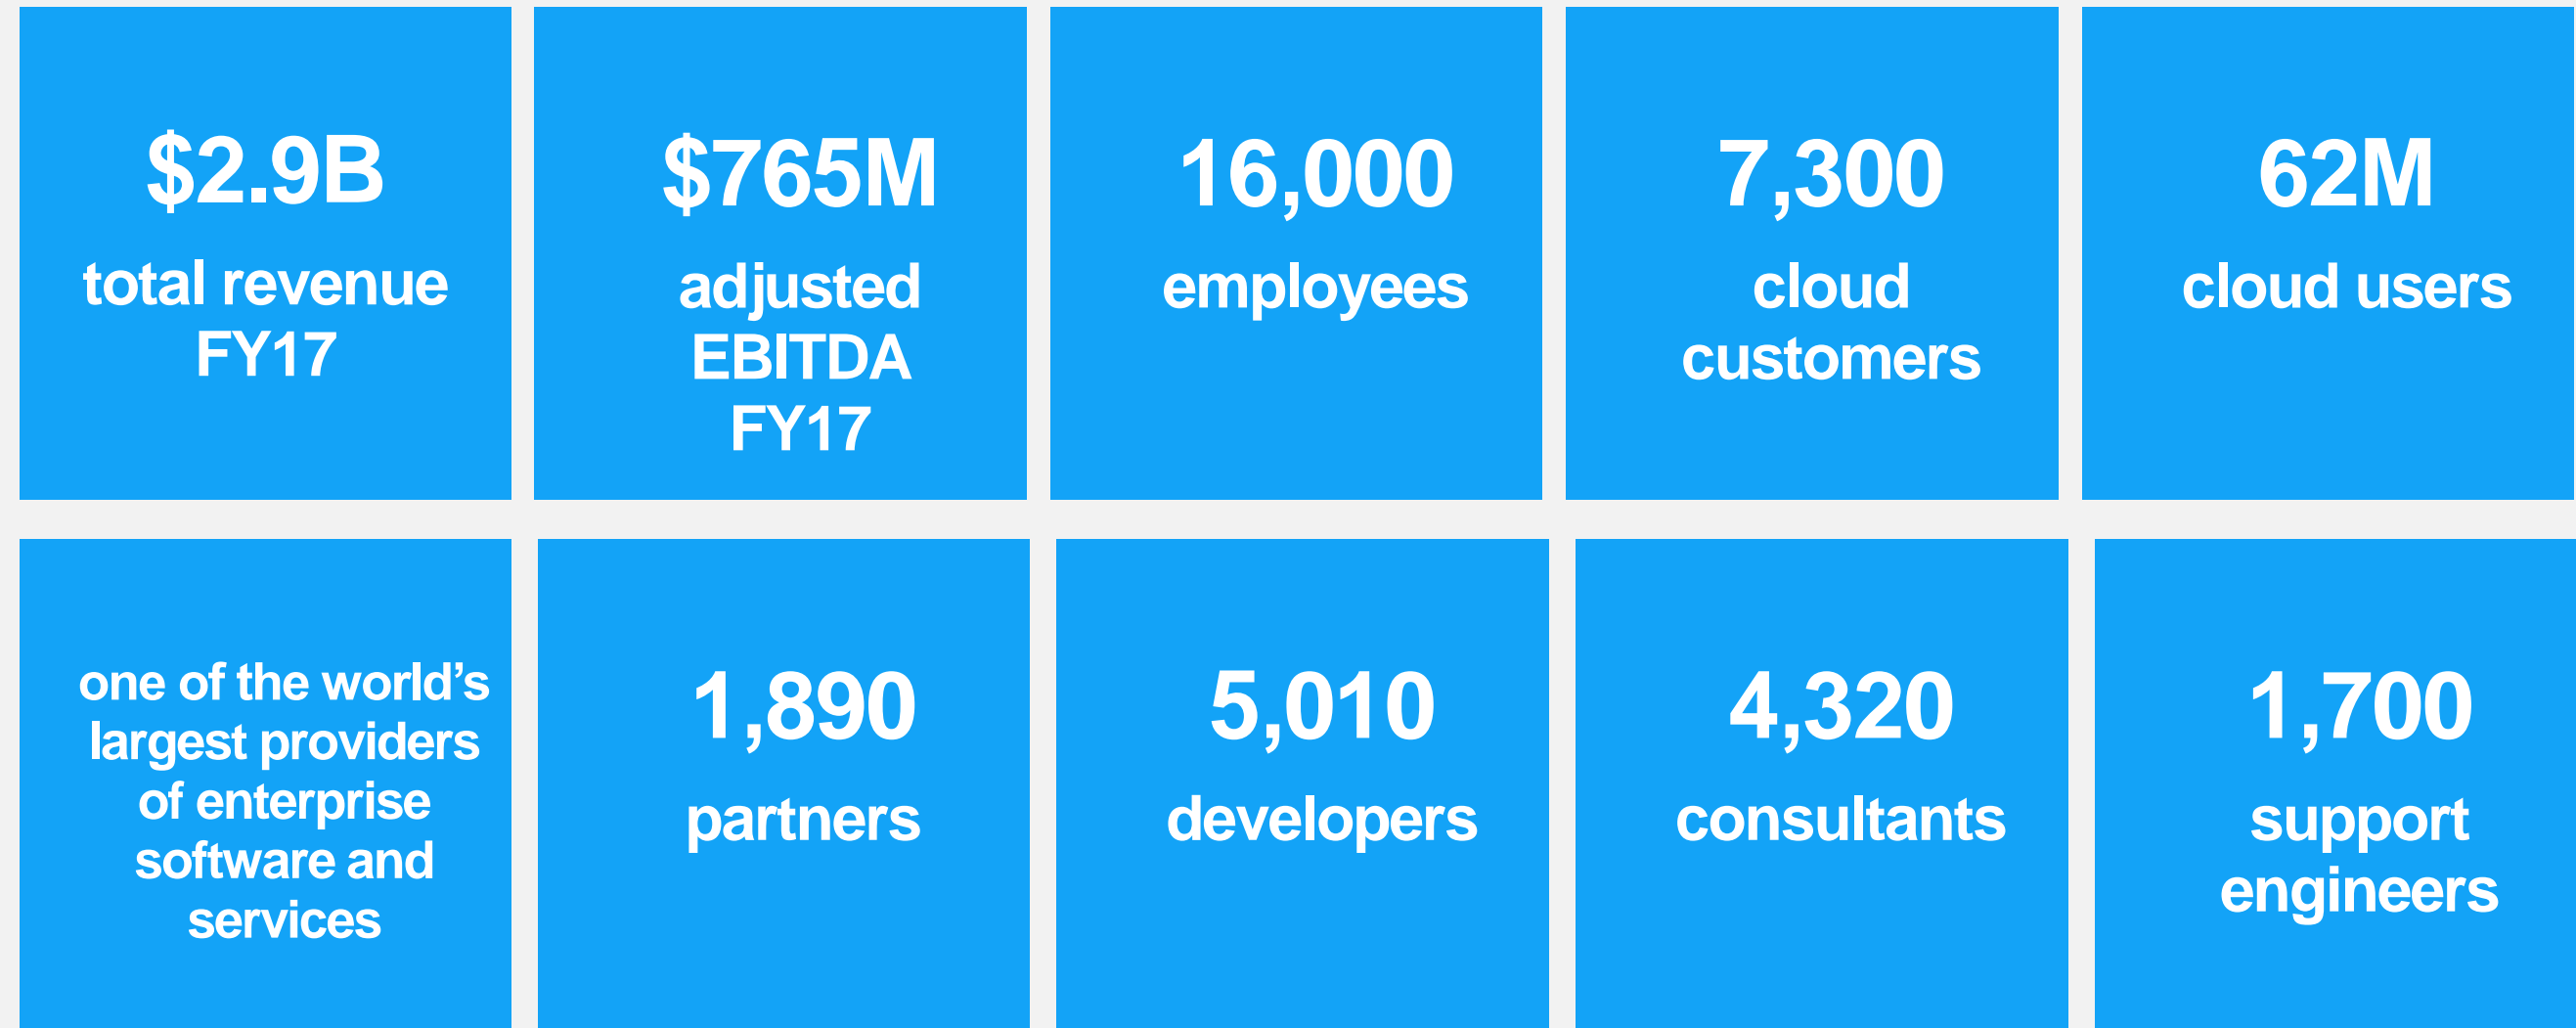 $2.9B
total revenue
FY17
$765M
adjusted
EBITDA
FY17
16,000
employees
7,300
cloud
customers
62M
cloud users
one of the world’s
largest providers
of enterprise
software and
services
1,890
partners
5,010
developers
4,320
consultants
1,700
support
engineers